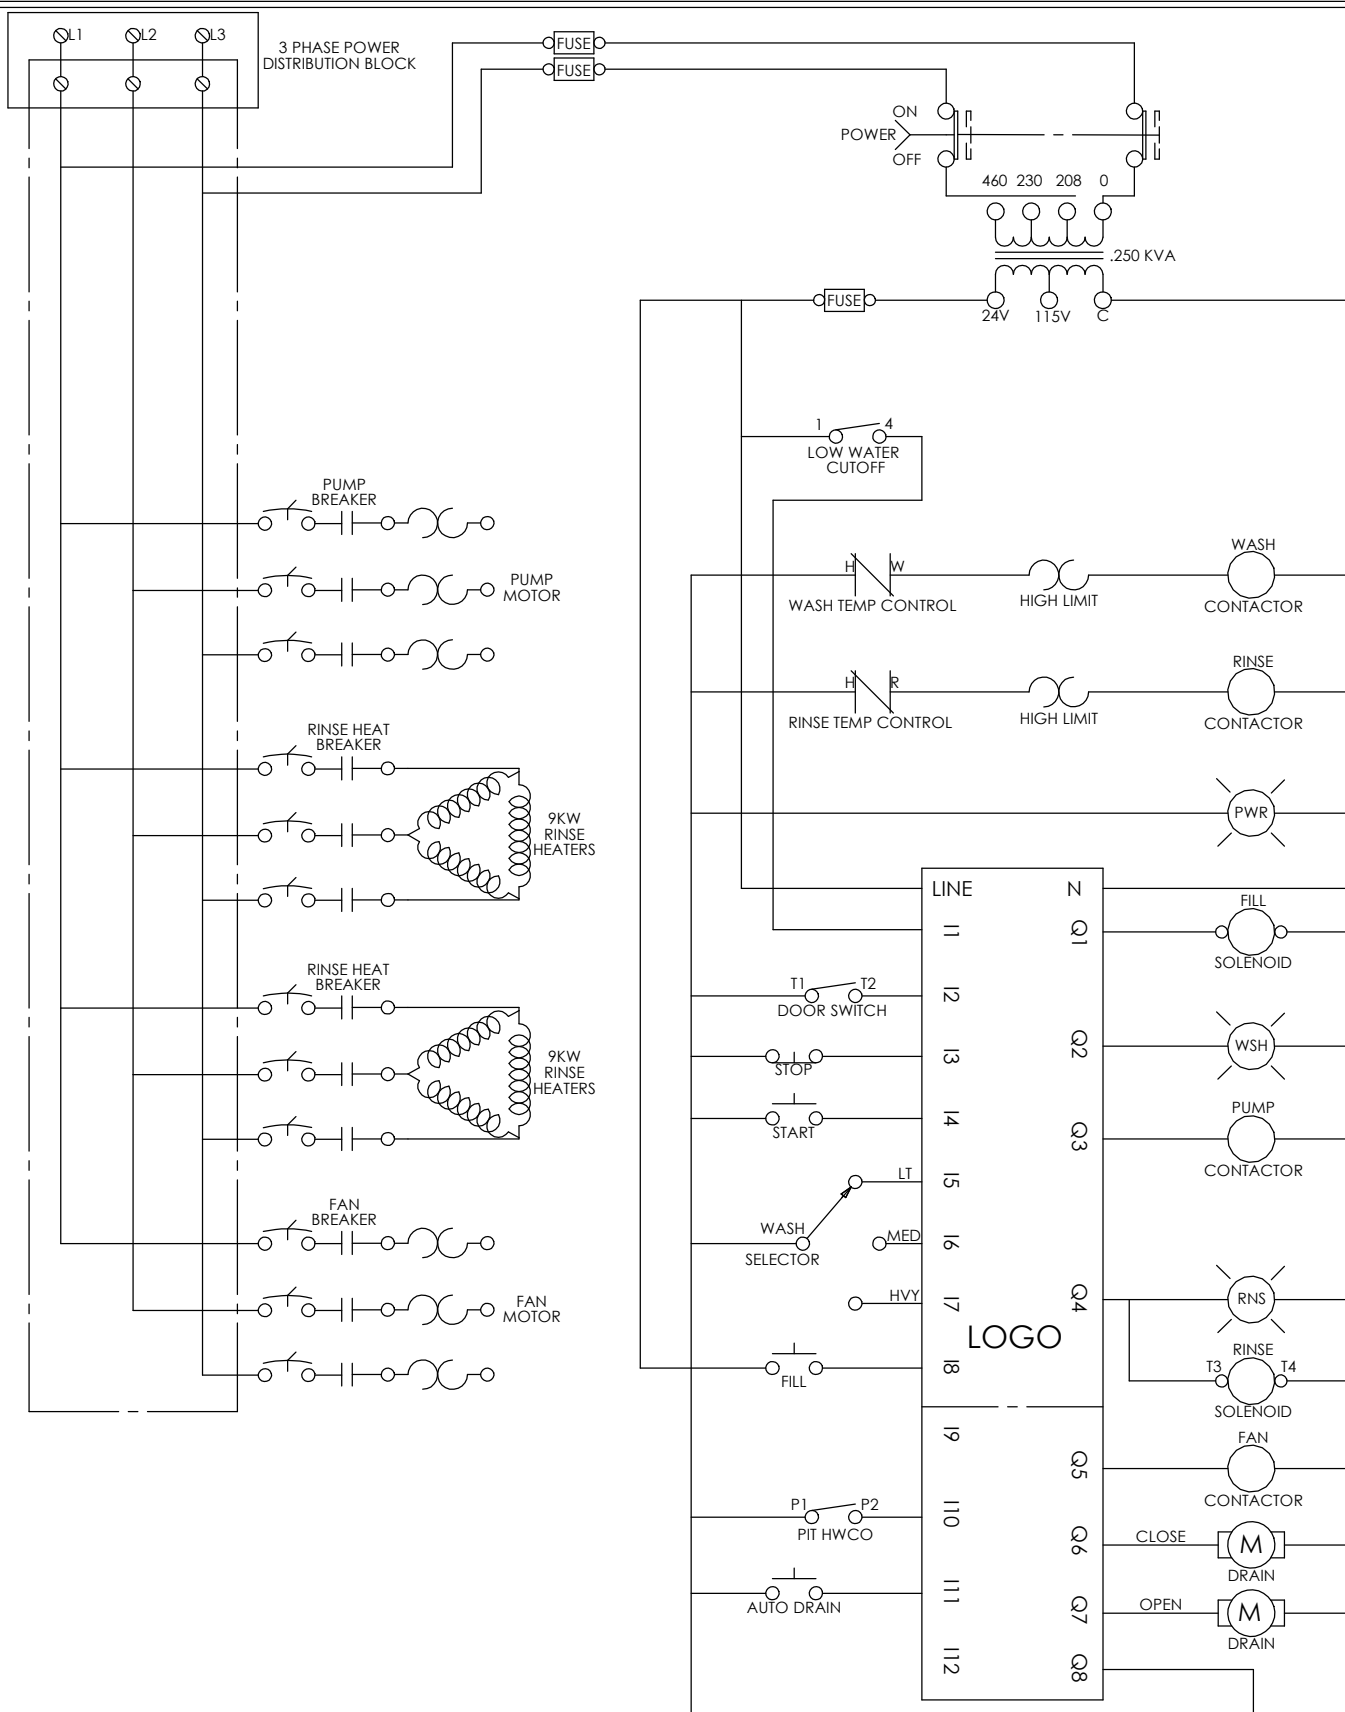 L1
L2
L3
3 PHASE POWER
DISTRIBUTION BLOCK
FUSE
FUSE
ON
POWER
OFF
460 230 208 0
.250 KVA
FUSE
24V 115V C
1 4
LOW WATER
CUTOFF
PUMP
BREAKER
PUMP
MOTOR
WASH
H W
WASH TEMP CONTROL
HIGH LIMIT
CONTACTOR
RINSE
H R
RINSE TEMP CONTROL
HIGH LIMIT
CONTACTOR
RINSE HEAT
BREAKER
9KW
RINSE
HEATERS
PWR
LINE N
I1 Q1
FILL
SOLENOID
RINSE HEAT
BREAKER
9KW
RINSE
HEATERS
T1 T2
DOOR SWITCH
I2
Q2
WSH
STOP
I3
START
I4
Q3
PUMP
CONTACTOR
LT
I5
FAN
BREAKER
FAN
MOTOR
WASH
SELECTOR
MED
I6
HVY
I7
Q4
RNS
LOGO
FILL
I8
RINSE
T3 T4
SOLENOID
I9
Q5
FAN
CONTACTOR
P1 P2
PIT HWCO
I10
Q6
CLOSE
M
DRAIN
AUTO DRAIN
I11
Q7
OPEN
M
DRAIN
I12
Q8